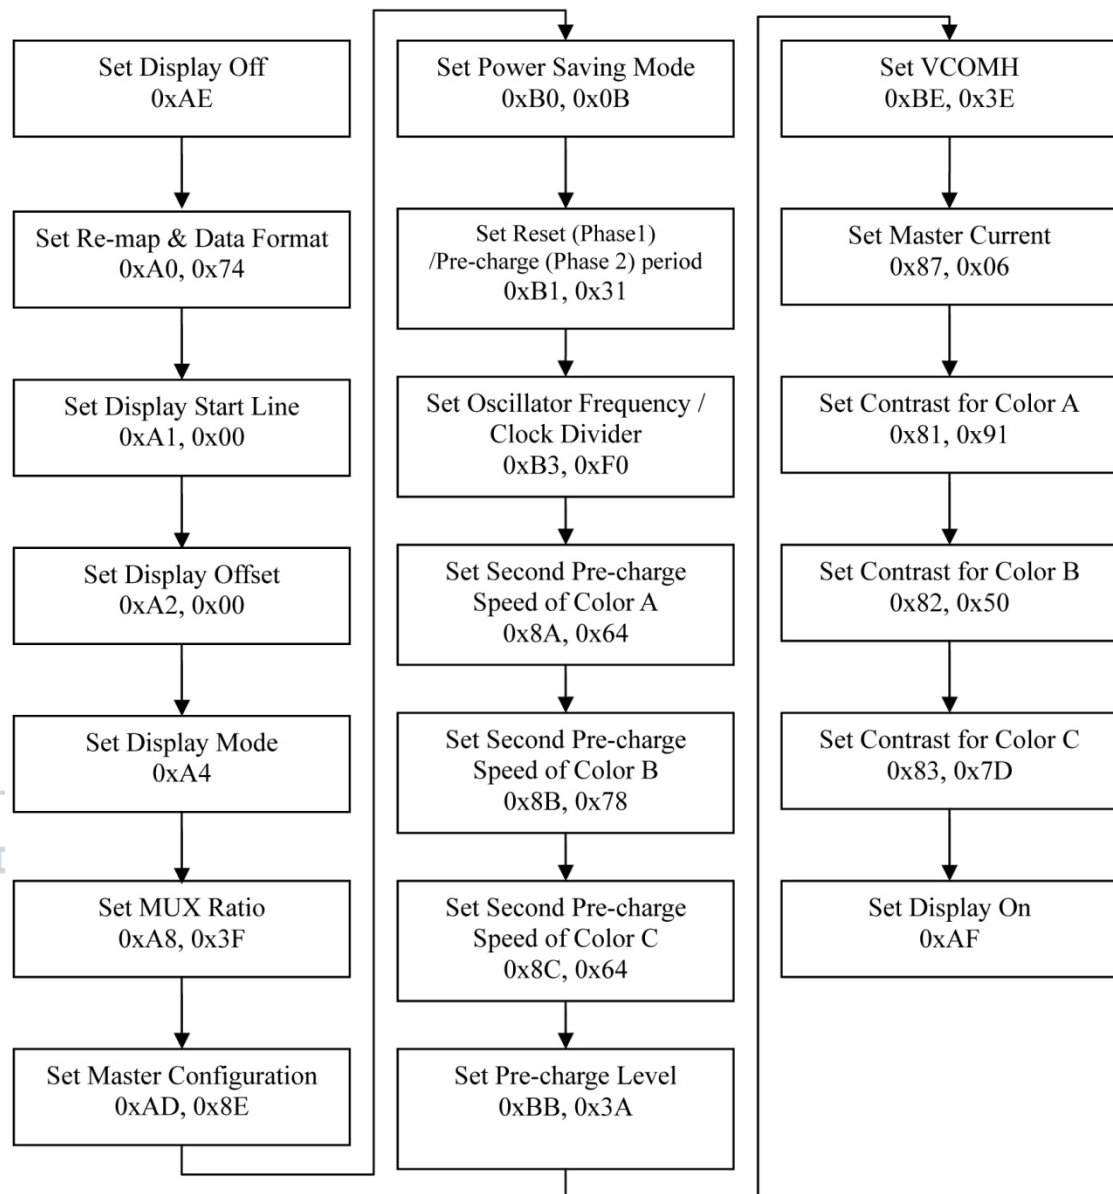 Set Display Off
0xAE
Set Re-map & Data Format
0xA0, 0x74
Set Display Start Line
0xA1, 0x00
Set Display Offset
0xA2, 0x00
Set Display Mode
0xA4
Set MUX Ratio
0xA8, 0x3F
Set Master Configuration
0xAD, 0x8E
Set Power Saving Mode
0xB0, 0x0B
Set Reset (Phase1)
/Pre-charge (Phase 2) period
0xB1, 0x31
Set Oscillator Frequency /
Clock Divider
0xB3, 0xF0
Set Second Pre-charge
Speed of Color A
0x8A, 0x64
Set Second Pre-charge
Speed of Color B
0x8B, 0x78
Set Second Pre-charge
Speed of Color C
0x8C, 0x64
Set Pre-charge Level
0xBB, 0x3A
Set VCOMH
0xBE, 0x3E
Set Master Current
0x87, 0x06
Set Contrast for Color A
0x81, 0x91
Set Contrast for Color B
0x82, 0x50
Set Contrast for Color C
0x83, 0x7D
Set Display On
0xAF